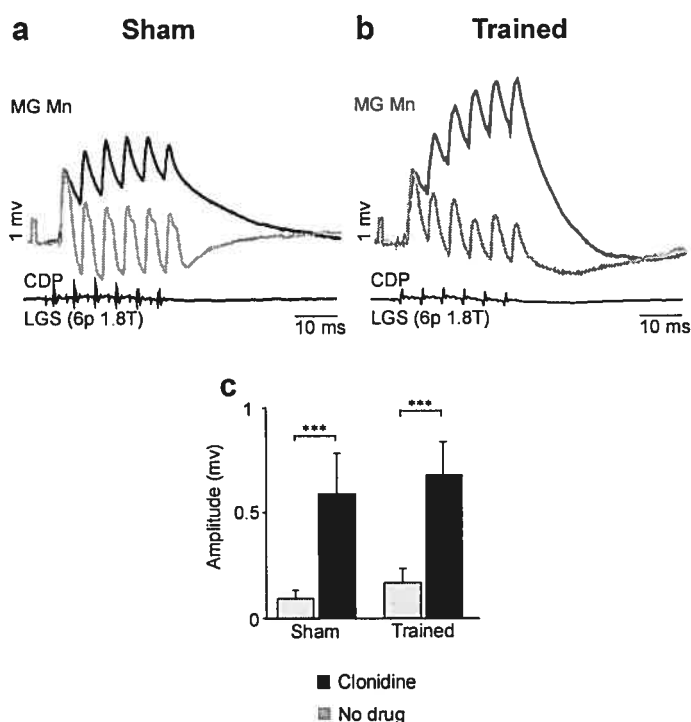 a Sham
b Trained
MG Mn
MG Mn
1 mv
1 mv
CDP
LGS (6p 1.8T)
10 ms
CDP
LGS (6p 1.8T)
10 ms
c
1
***
***
0.5
0
Amplitude (mv)
Sham
Trained
Clonidine
No drug